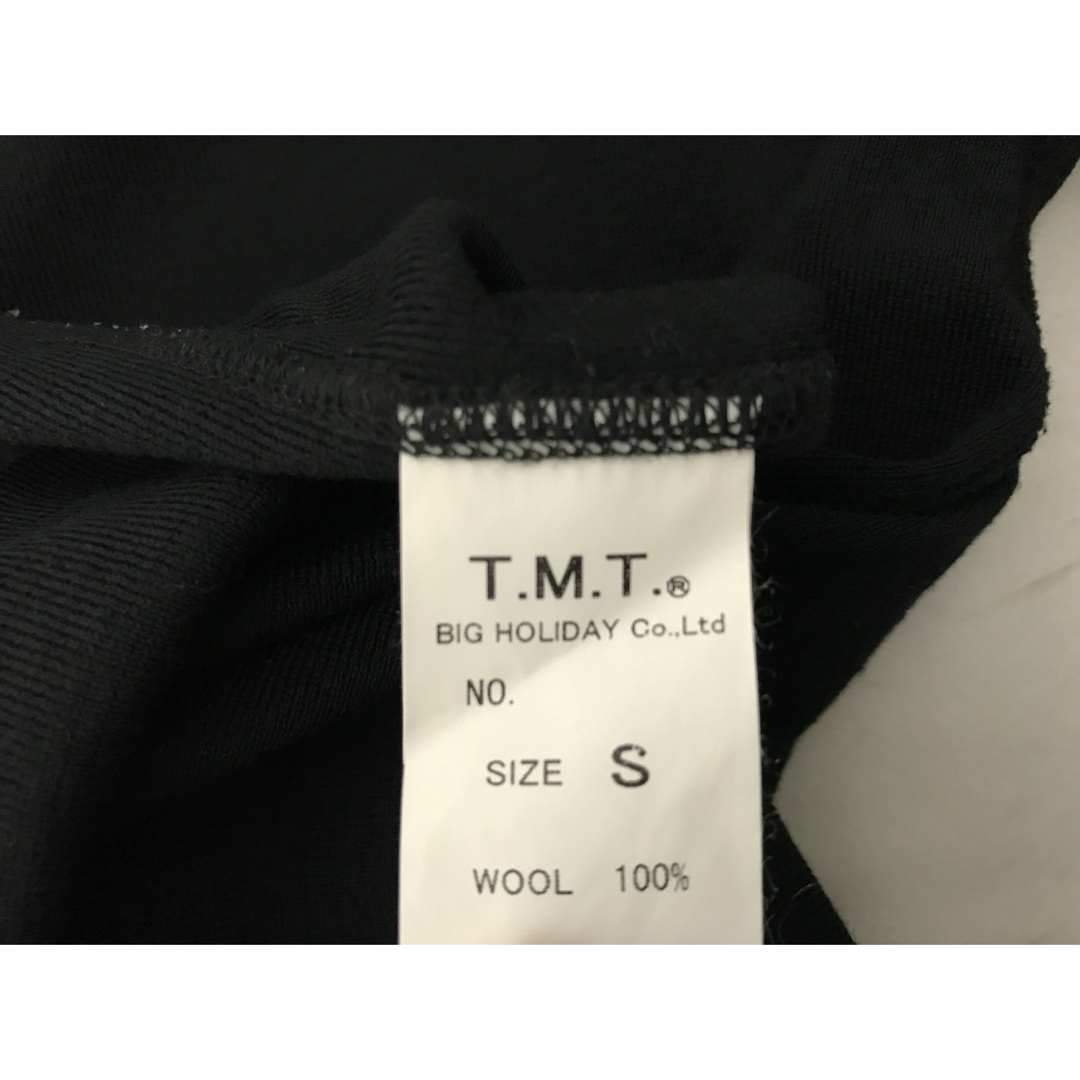 T.M.T.®
BIG HOLIDAY Co.,Ltd
NO.
SIZE S
WOOL 100%